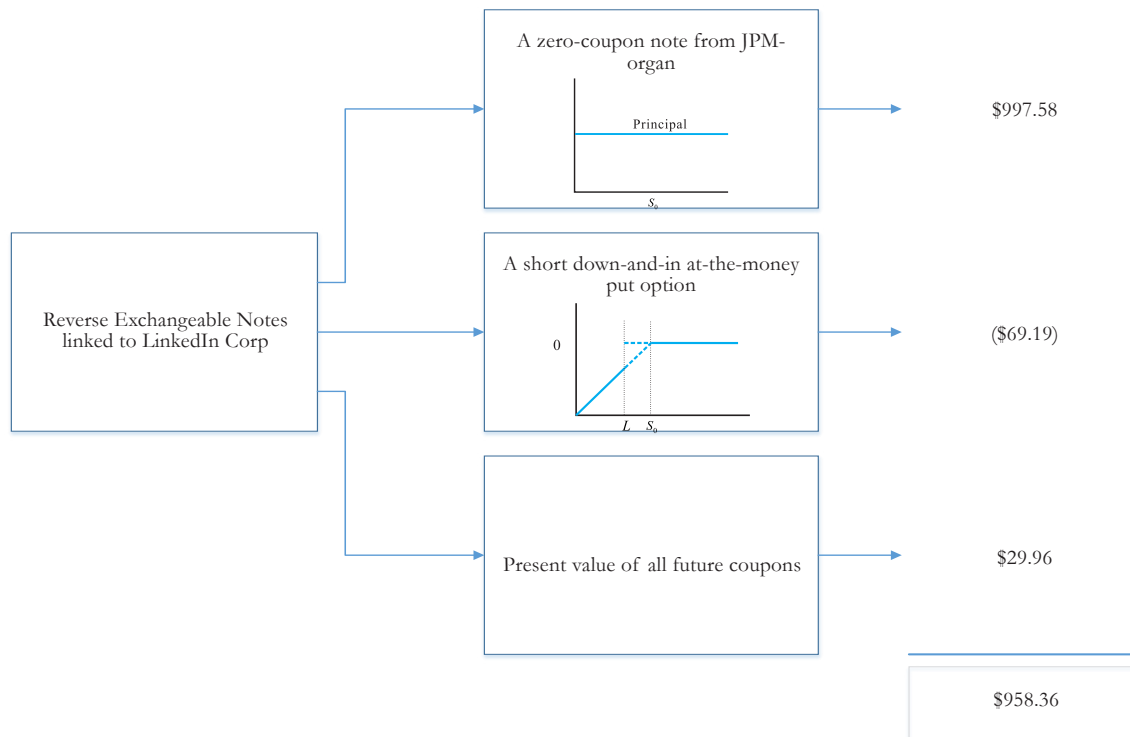 A zero-coupon note from JPM-
organ
Principal
S₀
$997.58
Reverse Exchangeable Notes
linked to LinkedIn Corp
A short down-and-in at-the-money
put option
0
L S₀
($69.19)
Present value of all future coupons
$29.96
$958.36